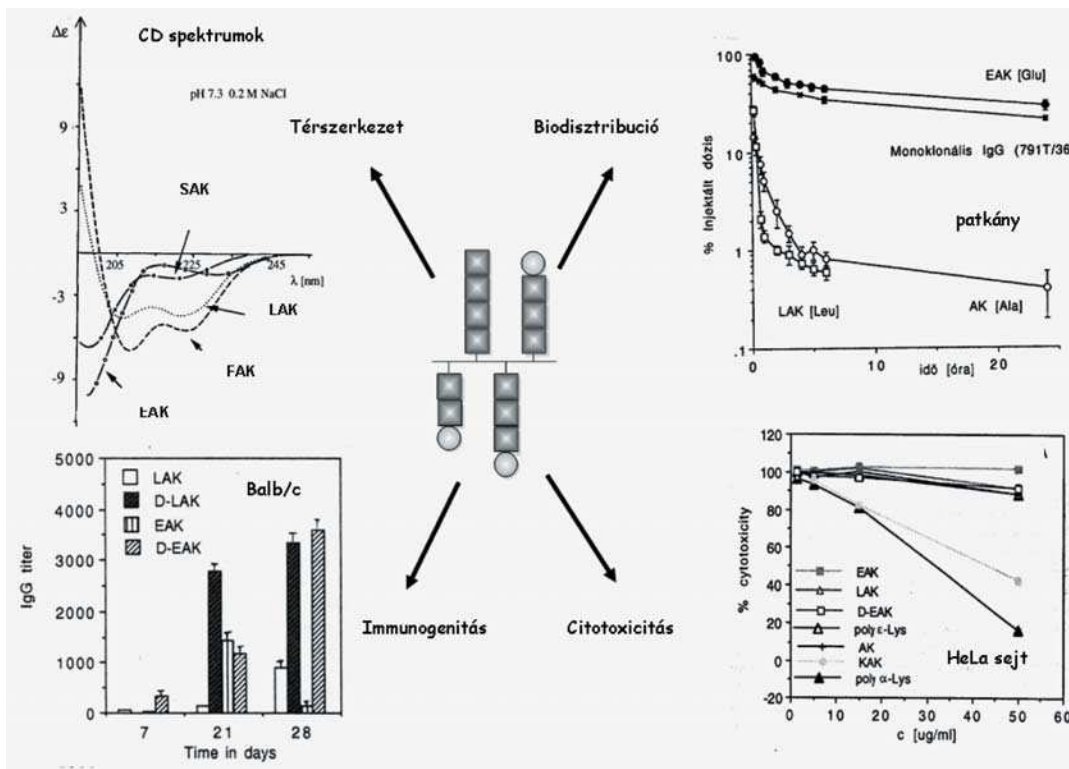 Δε
CD spektrumok
pH 7.3 0.2 M NaCl
9
3
-3
-9
SAK
205
225
245
λ [nm]
LAK
FAK
EAK
Térszerkezet
Biodisztribució
Immunogenitás
Citotoxicitás
% Injektált dózis
100
10
1
.1
EAK [Glu]
Monoklonális IgG (791T/36
patkány
LAK [Leu]
AK [Ala]
0
10
20
idő [óra]
IgG titer
5000
4000
3000
2000
1000
0
LAK
D-LAK
EAK
D-EAK
Balb/c
7
21
28
Time in days
% cytotoxicity
120
100
80
60
40
20
0
-20
EAK
LAK
D-EAK
poly ε-Lys
AK
KAK
poly α-Lys
HeLa sejt
0
10
20
30
40
50
60
c [ug/ml]